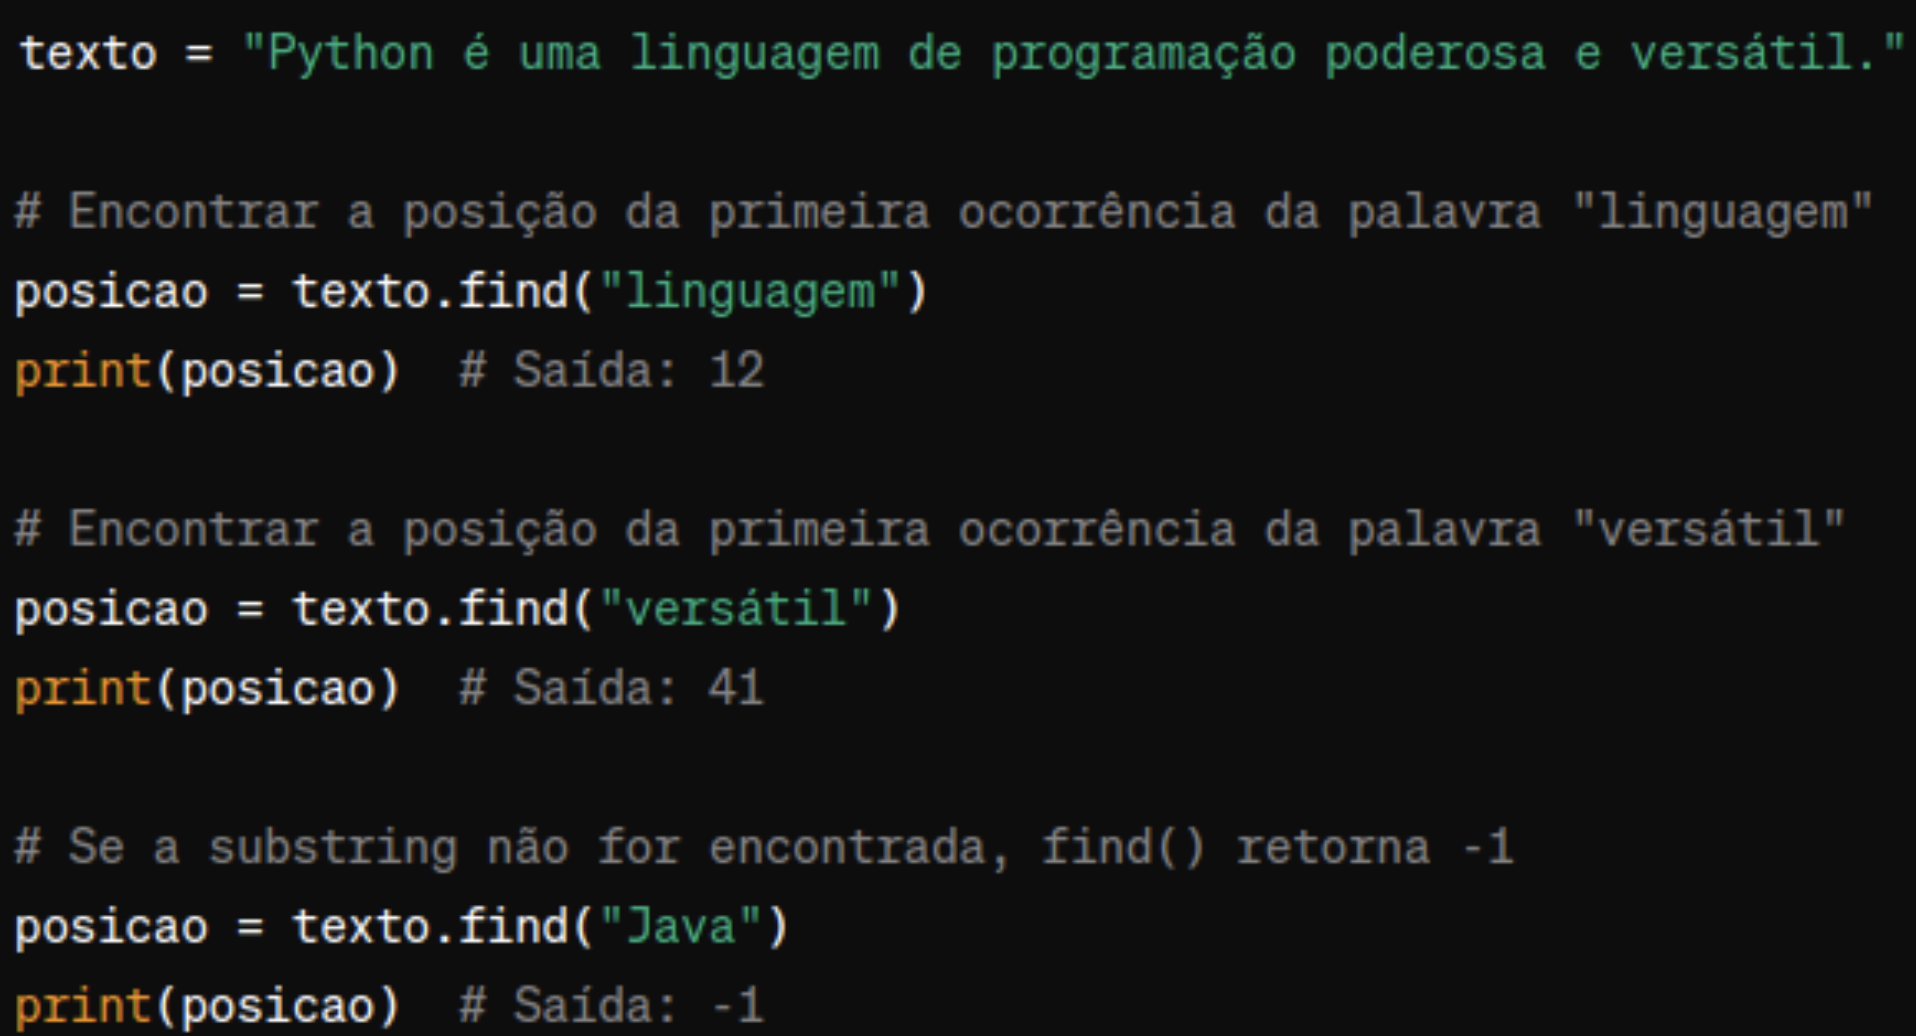 texto = "Python é uma linguagem de programação poderosa e versátil."
# Encontrar a posição da primeira ocorrência da palavra "linguagem"
posicao = texto.find("linguagem")
print(posicao)  # Saída: 12
# Encontrar a posição da primeira ocorrência da palavra "versátil"
posicao = texto.find("versátil")
print(posicao)  # Saída: 41
# Se a substring não for encontrada, find() retorna -1
posicao = texto.find("Java")
print(posicao)  # Saída: -1